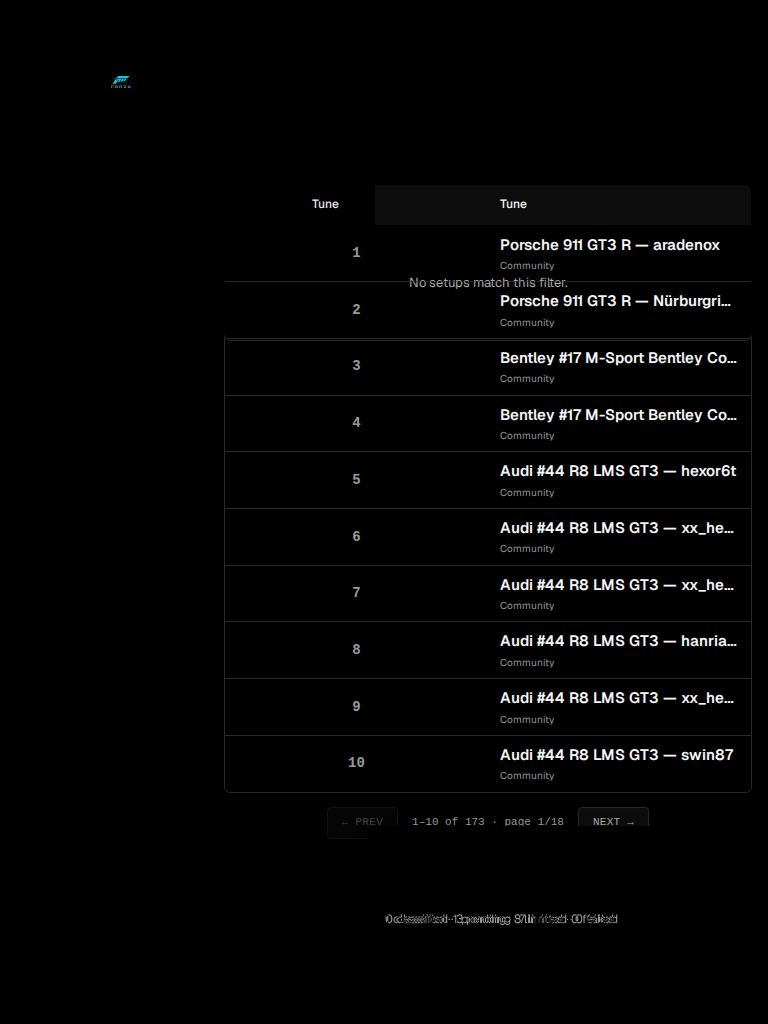 FORZA
Tune Tune
1 Porsche 911 GT3 R — aradenox
Community
No setups match this filter.
2 Porsche 911 GT3 R — Nürburgri...
Community
3 Bentley #17 M-Sport Bentley Co...
Community
4 Bentley #17 M-Sport Bentley Co...
Community
5 Audi #44 R8 LMS GT3 — hexor6t
Community
6 Audi #44 R8 LMS GT3 — xx_he...
Community
7 Audi #44 R8 LMS GT3 — xx_he...
Community
8 Audi #44 R8 LMS GT3 — hanria...
Community
9 Audi #44 R8 LMS GT3 — xx_he...
Community
10 Audi #44 R8 LMS GT3 — swin87
Community
← PREV 1–10 of 173 · page 1/18 NEXT →